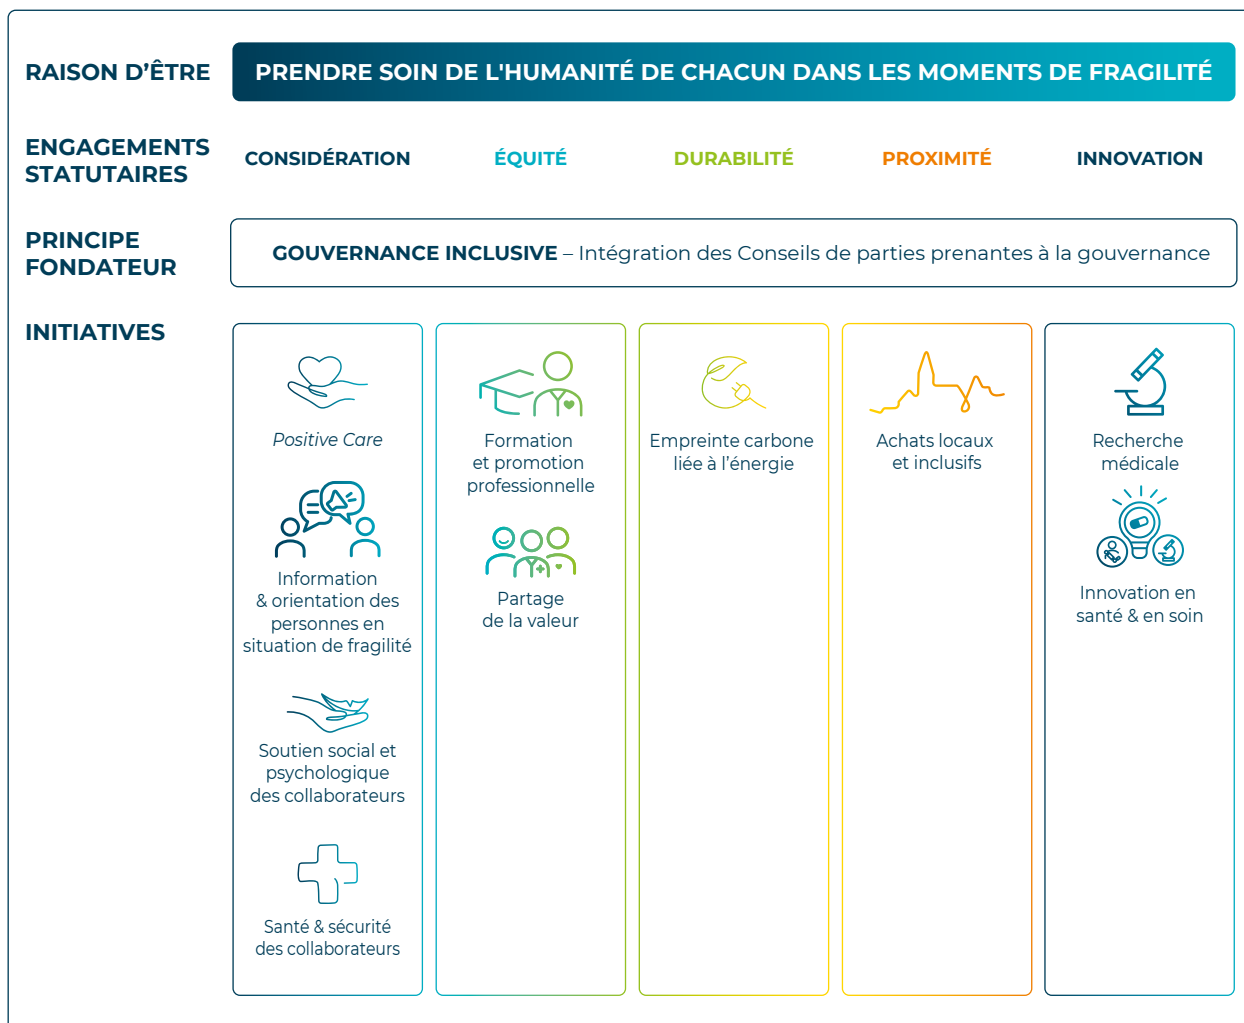 RAISON D’ÊTRE
PRENDRE SOIN DE L'HUMANITÉ DE CHACUN DANS LES MOMENTS DE FRAGILITÉ
ENGAGEMENTS
STATUTAIRES
CONSIDÉRATION
ÉQUITÉ
DURABILITÉ
PROXIMITÉ
INNOVATION
PRINCIPE
FONDATEUR
GOUVERNANCE INCLUSIVE – Intégration des Conseils de parties prenantes à la gouvernance
INITIATIVES
Positive Care
Information
& orientation des
personnes en
situation de fragilité
Soutien social et
psychologique
des collaborateurs
Santé & sécurité
des collaborateurs
Formation
et promotion
professionnelle
Partage
de la valeur
Empreinte carbone
liée à l’énergie
Achats locaux
et inclusifs
Recherche
médicale
Innovation en
santé & en soin